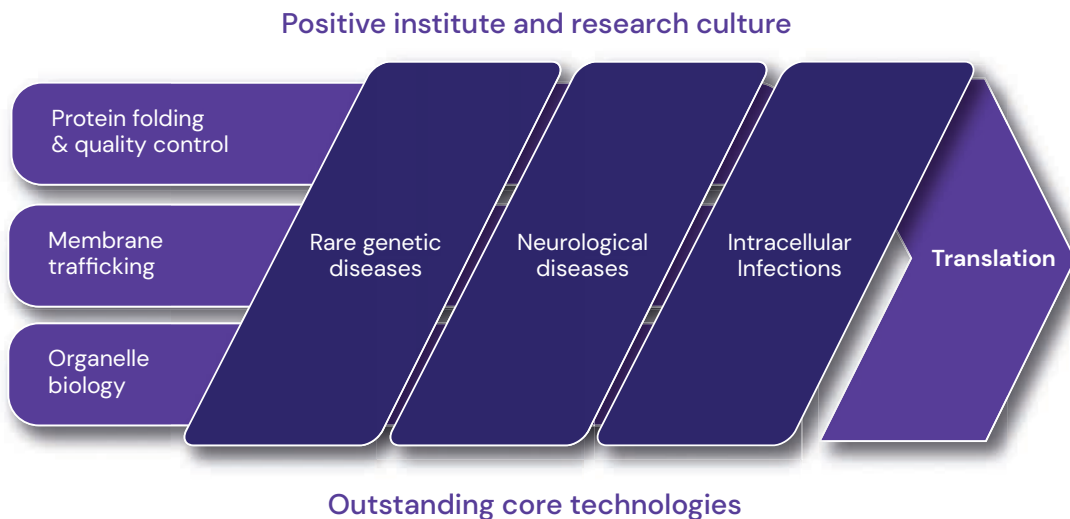 Positive institute and research culture
Protein folding
& quality control
Membrane
trafficking
Organelle
biology
Rare genetic
diseases
Neurological
diseases
Intracellular
Infections
Translation
Outstanding core technologies